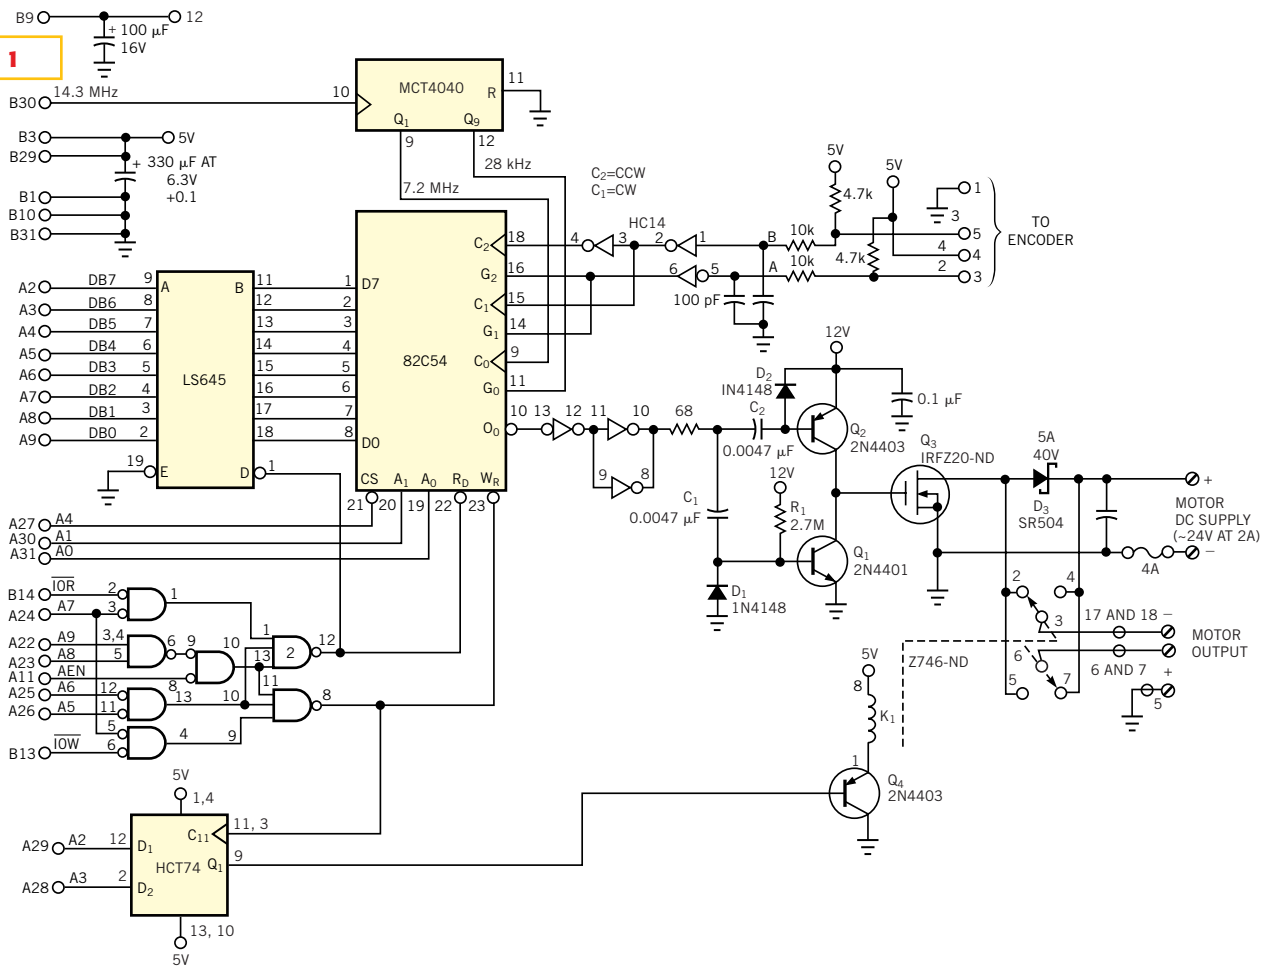 B9
12
+ 100 µF
16V
1
B30
14.3 MHz
10
MCT4040
R
11
Q1
Q9
9
12
28 kHz
7.2 MHz
B3
5V
B29
+ 330 µF AT
6.3V
+0.1
B1
B10
B31
C2=CCW
C1=CW
HC14
5V
4.7k
5V
1
3
5
4
4
2
3
TO
ENCODER
C2
18
4
3
2
1
B
10k
G2
16
6
5
A
10k
4.7k
C1
15
100 pF
G1
14
C0
9
G0
11
O0
10
82C54
A2
DB7
9
A
B
11
1
D7
A3
DB6
8
12
2
A4
DB5
7
13
3
A5
DB4
6
14
4
A6
DB3
5
LS645
15
5
A7
DB2
4
16
6
A8
DB1
3
17
7
A9
DB0
2
18
8
D0
19
E
D
1
CS
A1
A0
RD
WR
21
20
19
22
23
13
12
11
10
9
8
68
C2
0.0047 µF
D2
IN4148
12V
Q2
2N4403
0.1 µF
C1
0.0047 µF
12V
R1
2.7M
Q1
2N4401
D1
1N4148
Q3
IRFZ20-ND
5A
40V
D3
SR504
+
MOTOR
DC SUPPLY
(~24V AT 2A)
−
4A
2
4
3
17 AND 18 −
MOTOR
OUTPUT
6
6 AND 7
+
5
7
5
Z746-ND
A27
A4
A30
A1
A31
A0
B14
IOR
2
1
A24
A7
3
A22
A9
3,4
6
9
10
A23
A8
5
A11
AEN
8
A25
A6
12
13
10
A26
A5
11
5
4
9
B13
IOW
6
1
2
12
13
11
8
5V
8
K1
1
Q4
2N4403
5V
1,4
A29
A2
12
D1
C11
11, 3
HCT74
Q1
9
A28
A3
2
D2
13, 10
5V